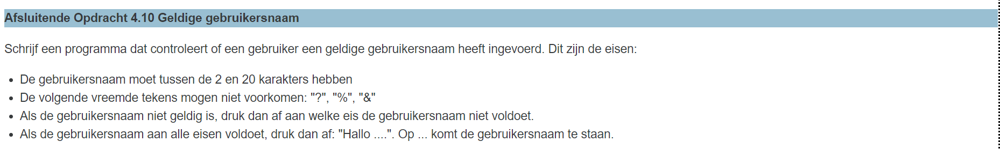 Afsluitende Opdracht 4.10 Geldige gebruikersnaam
Schrijf een programma dat controleert of een gebruiker een geldige gebruikersnaam heeft ingevoerd. Dit zijn de eisen:
• De gebruikersnaam moet tussen de 2 en 20 karakters hebben
• De volgende vreemde tekens mogen niet voorkomen: "?", "%", "&"
• Als de gebruikersnaam niet geldig is, druk dan af aan welke eis de gebruikersnaam niet voldoet.
• Als de gebruikersnaam aan alle eisen voldoet, druk dan af: "Hallo ....". Op ... komt de gebruikersnaam te staan.